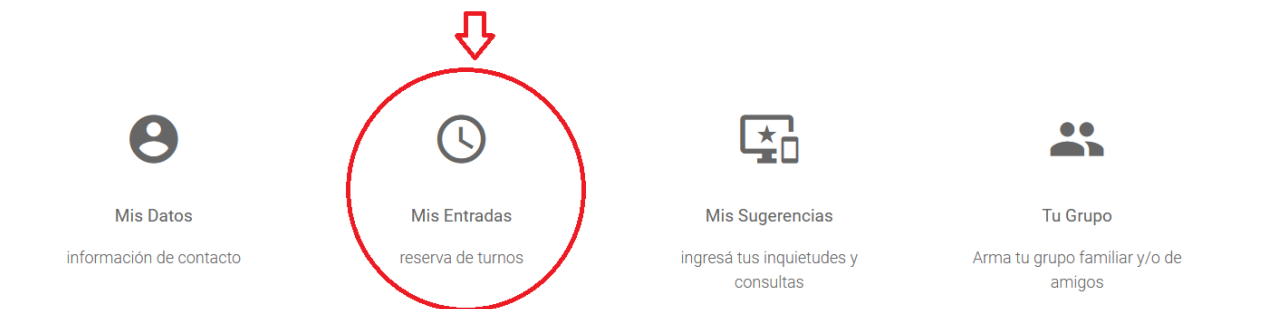 Mis Datos
información de contacto
Mis Entradas
reserva de turnos
Mis Sugerencias
ingresá tus inquietudes y
consultas
Tu Grupo
Arma tu grupo familiar y/o de
amigos